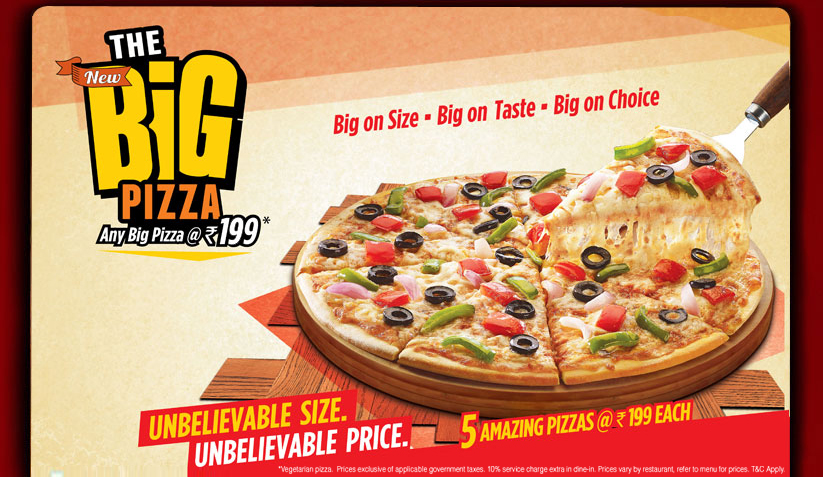 THE
New
BiG
PIZZA
Any Big Pizza @ ₹199*
Big on Size ▪ Big on Taste ▪ Big on Choice
UNBELIEVABLE SIZE.
UNBELIEVABLE PRICE.
5 AMAZING PIZZAS @ ₹ 199 EACH
*Vegetarian pizza. Prices exclusive of applicable government taxes. 10% service charge extra in dine-in. Prices vary by restaurant, refer to menu for prices. T&C Apply.